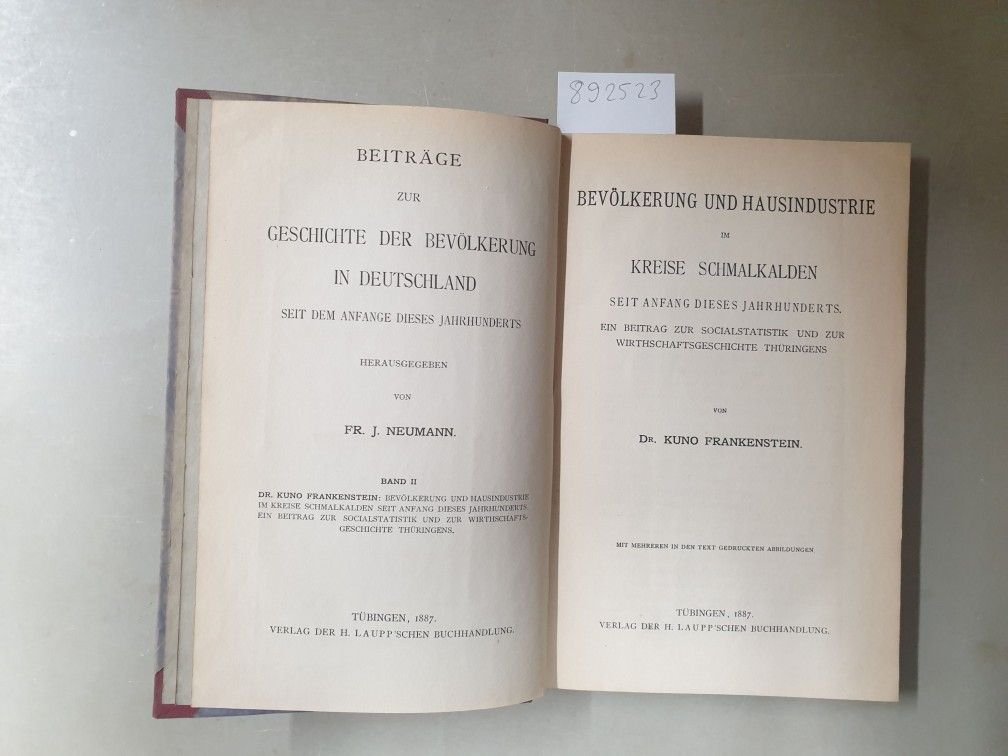 892523
BEITRÄGE
ZUR
GESCHICHTE DER BEVÖLKERUNG
IN DEUTSCHLAND
SEIT DEM ANFANGE DIESES JAHRHUNDERTS
HERAUSGEGEBEN
VON
FR. J. NEUMANN.
BAND II
DR. KUNO FRANKENSTEIN: BEVÖLKERUNG UND HAUSINDUSTRIE
IM KREISE SCHMALKALDEN SEIT ANFANG DIESES JAHRHUNDERTS.
EIN BEITRAG ZUR SOCIALSTATISTIK UND ZUR WIRTHSCHAFTS-
GESCHICHTE THÜRINGENS.
TÜBINGEN, 1887.
VERLAG DER H. LAUPP'SCHEN BUCHHANDLUNG.
BEVÖLKERUNG UND HAUSINDUSTRIE
IM
KREISE SCHMALKALDEN
SEIT ANFANG DIESES JAHRHUNDERTS.
EIN BEITRAG ZUR SOCIALSTATISTIK UND ZUR
WIRTHSCHAFTSGESCHICHTE THÜRINGENS
VON
DR. KUNO FRANKENSTEIN.
MIT MEHREREN IN DEN TEXT GEDRUCKTEN ABBILDUNGEN
TÜBINGEN, 1887.
VERLAG DER H. LAUPP'SCHEN BUCHHANDLUNG.